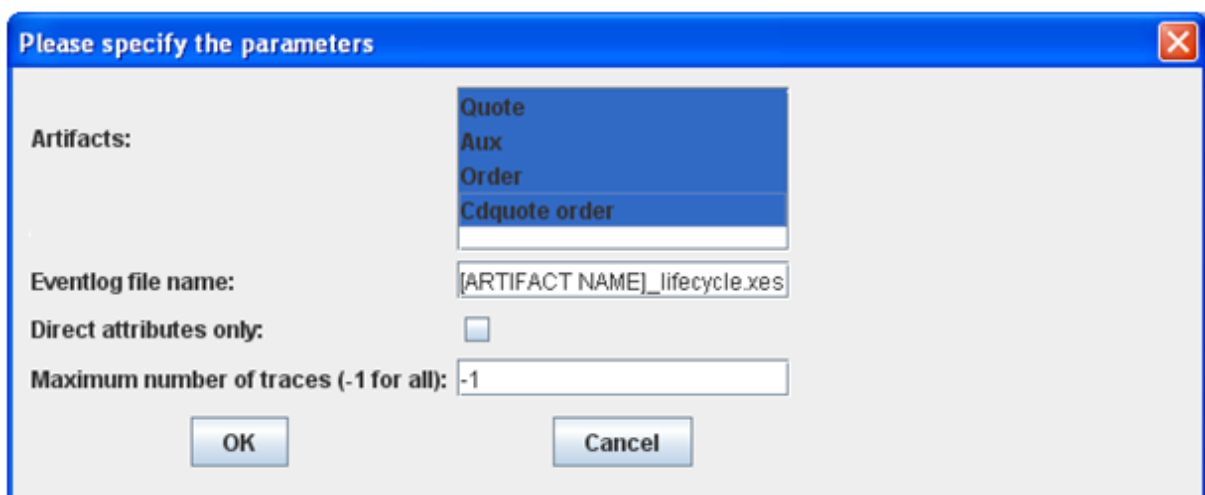 Please specify the parameters
Artifacts:
Quote
Aux
Order
Cdquote order
Eventlog file name: [ARTIFACT NAME]_lifecycle.xes
Direct attributes only:
Maximum number of traces (-1 for all): -1
OK Cancel